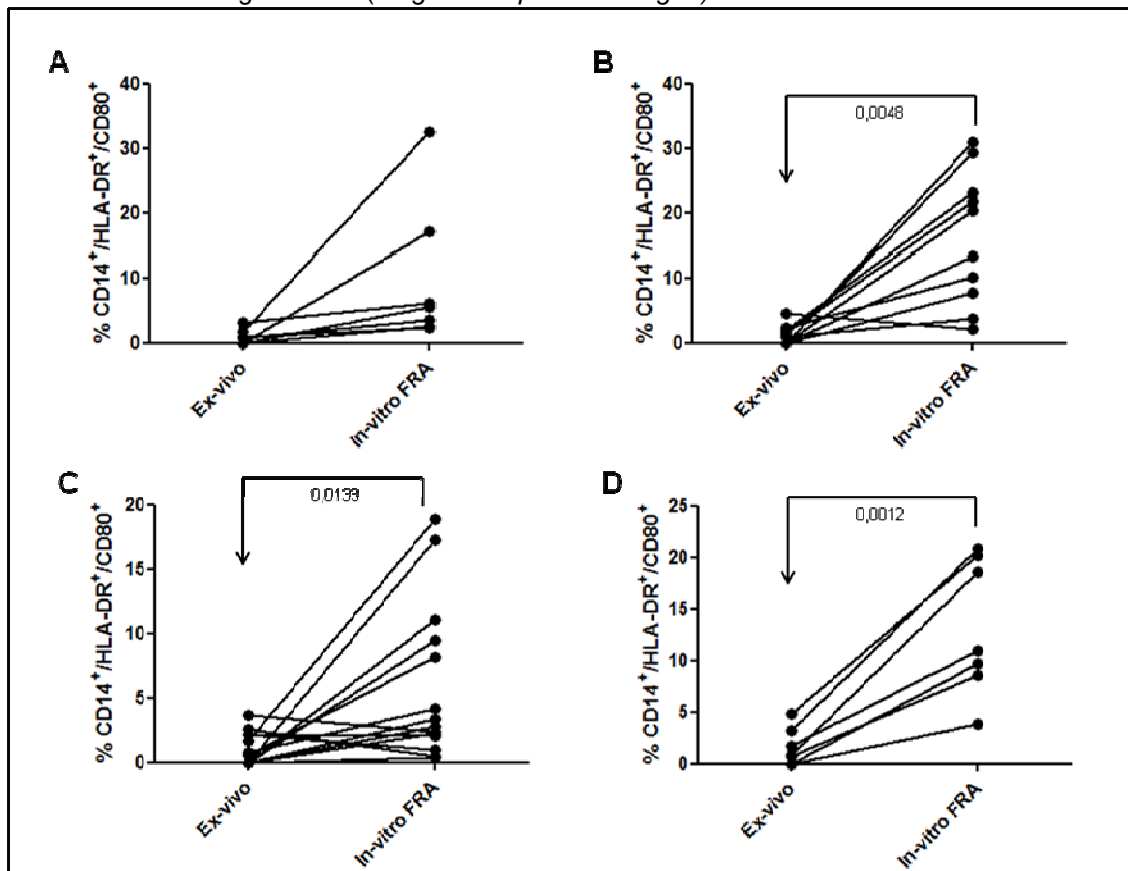 A
% CD14+/HLA-DR+/CD80+
40
30
20
10
0
Ex-vivo
In-vitro FRA
B
% CD14+/HLA-DR+/CD80+
40
30
20
10
0
0,0048
Ex-vivo
In-vitro FRA
C
% CD14+/HLA-DR+/CD80+
20
15
10
5
0
0,0139
Ex-vivo
In-vitro FRA
D
% CD14+/HLA-DR+/CD80+
25
20
15
10
5
0
0,0012
Ex-vivo
In-vitro FRA